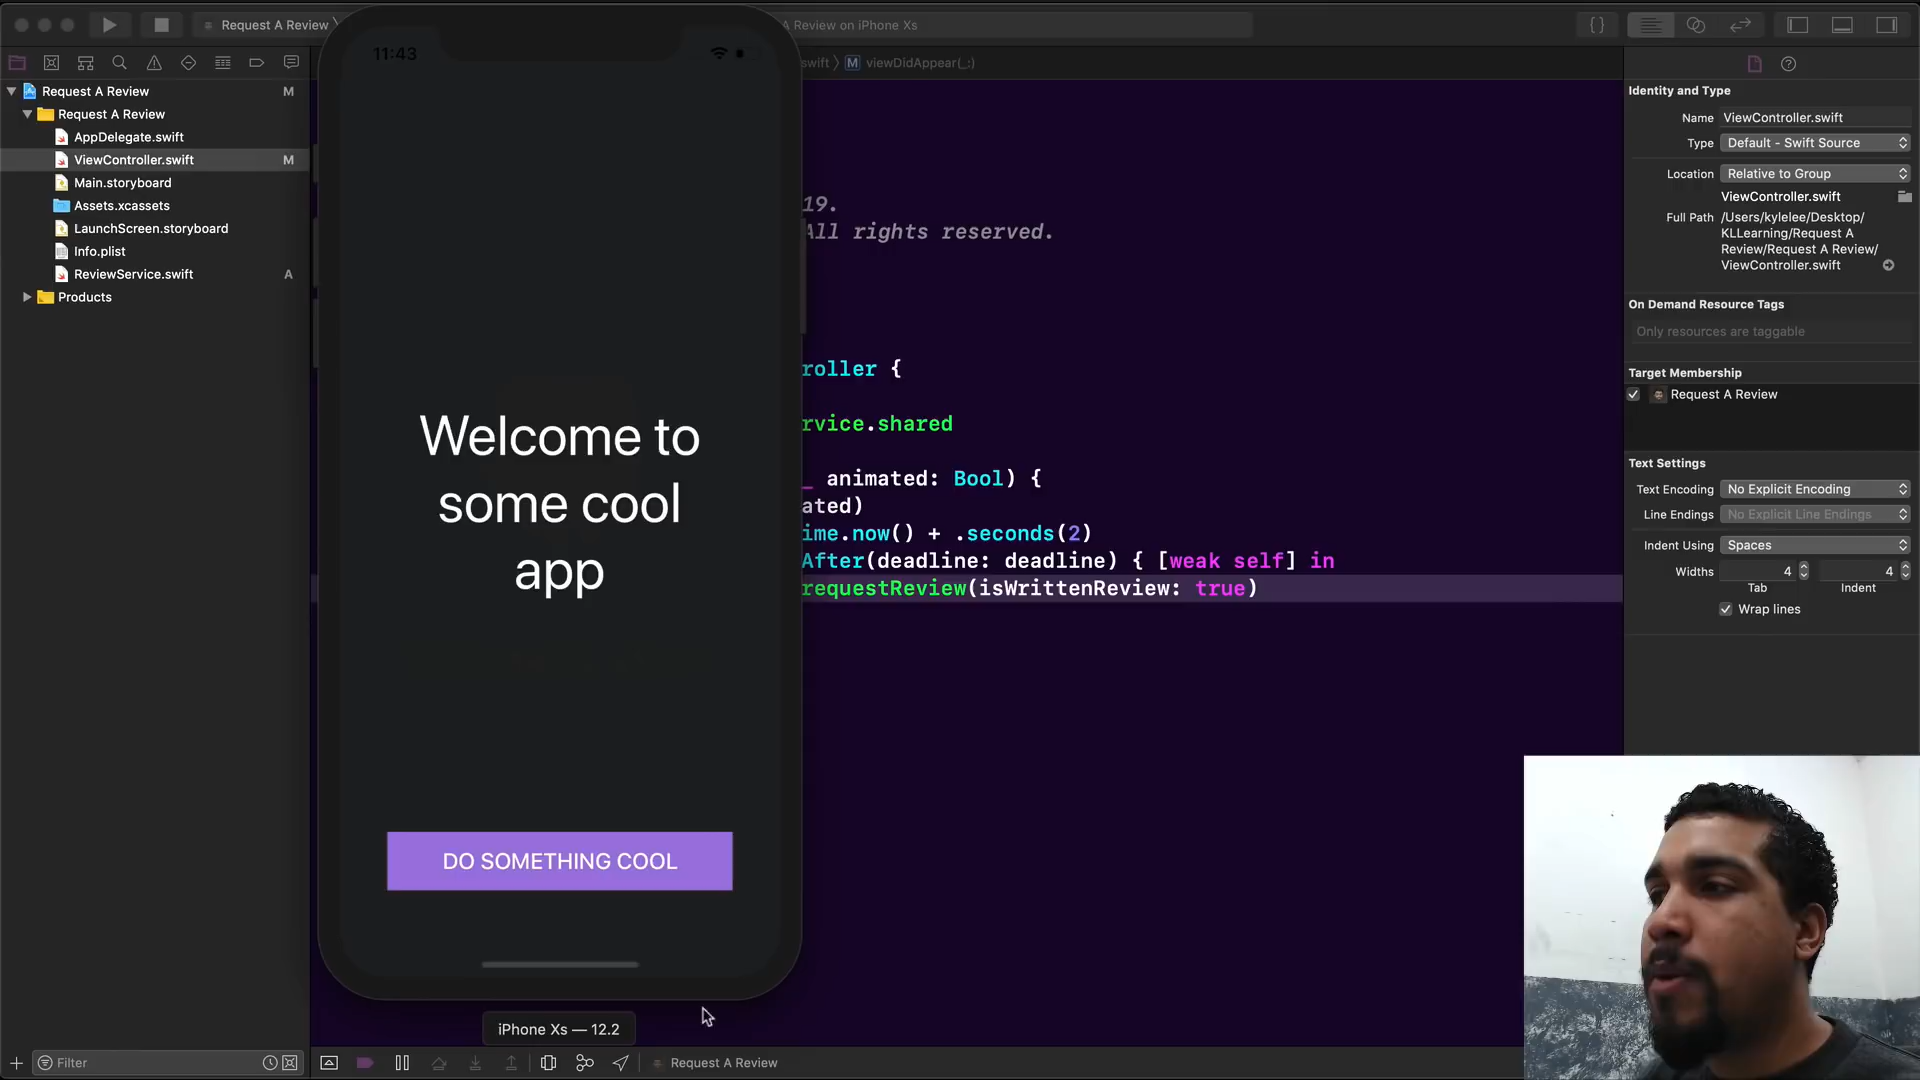 Request A Review
A Review on iPhone Xs
{ }
swift
M
viewDidAppear(_:)
Request A Review
M
Request A Review
AppDelegate.swift
ViewController.swift
M
Main.storyboard
Assets.xcassets
LaunchScreen.storyboard
Info.plist
ReviewService.swift
A
Products
11:43
Welcome to
some cool
app
DO SOMETHING COOL
iPhone Xs — 12.2
19.
All rights reserved.
roller {
rvice.shared
_ animated: Bool) {
ated)
ime.now() + .seconds(2)
After(deadline: deadline) { [weak self] in
requestReview(isWrittenReview: true)
Identity and Type
Name ViewController.swift
Type Default - Swift Source
Location Relative to Group
ViewController.swift
Full Path /Users/kylelee/Desktop/
KLLearning/Request A
Review/Request A Review/
ViewController.swift
On Demand Resource Tags
Only resources are taggable
Target Membership
Request A Review
Text Settings
Text Encoding No Explicit Encoding
Line Endings No Explicit Line Endings
Indent Using Spaces
Widths 4 4
Tab Indent
Wrap lines
Filter
Request A Review